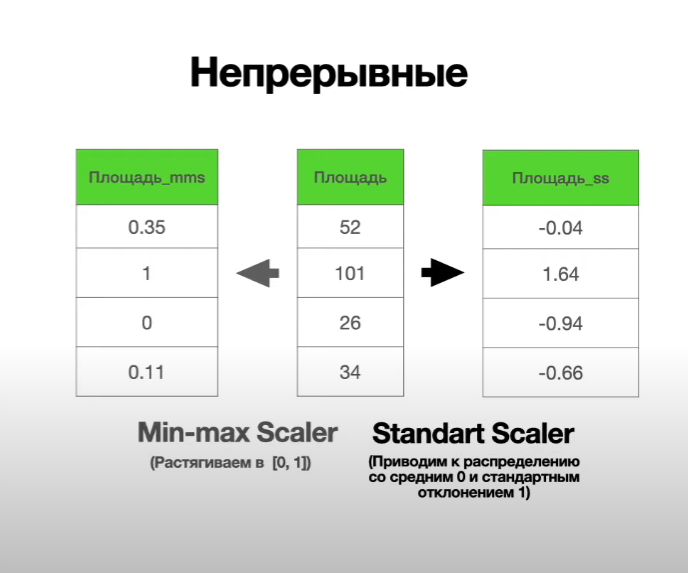 Непрерывные
Площадь_mms Площадь Площадь_ss
0.35 52 -0.04
1 101 1.64
0 26 -0.94
0.11 34 -0.66
Min-max Scaler
(Растягиваем в [0, 1])
Standart Scaler
(Приводим к распределению
со средним 0 и стандартным
отклонением 1)